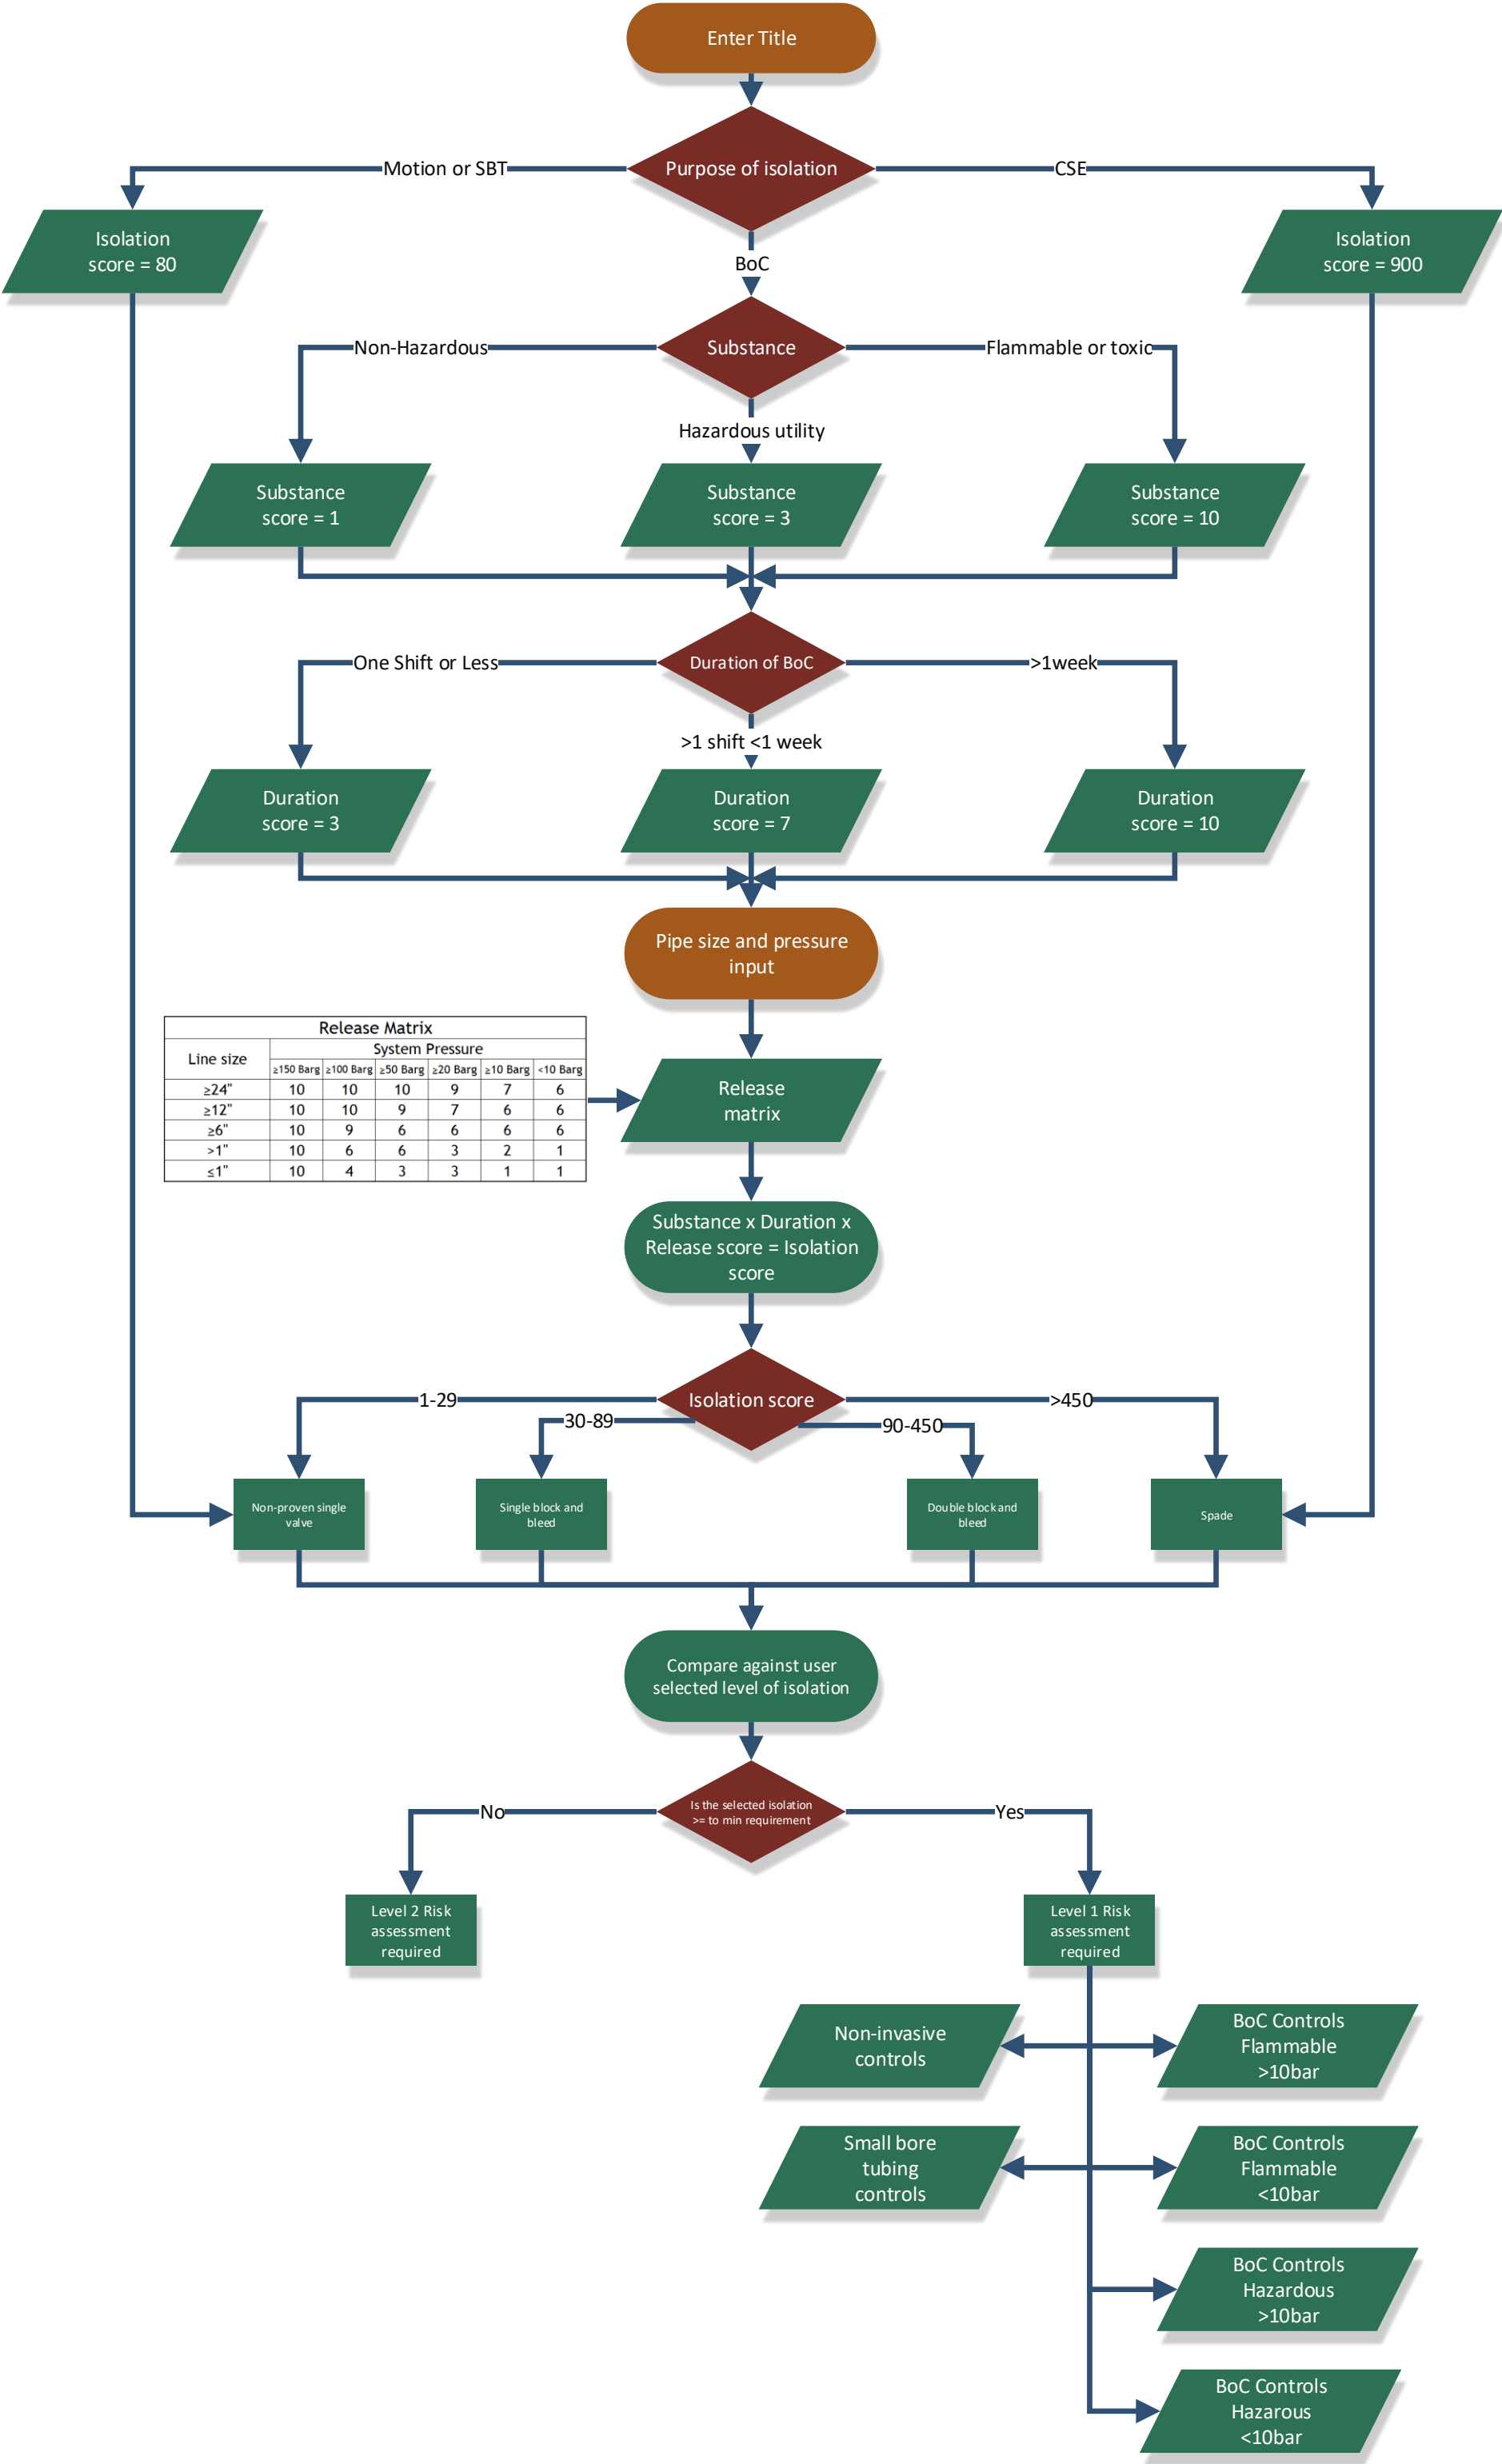 Enter Title
Purpose of isolation
Motion or SBT
CSE
Isolation
score = 80
Isolation
score = 900
BoC
Substance
Non-Hazardous
Flammable or toxic
Hazardous utility
Substance
score = 1
Substance
score = 3
Substance
score = 10
Duration of BoC
One Shift or Less
>1week
>1 shift <1 week
Duration
score = 3
Duration
score = 7
Duration
score = 10
Pipe size and pressure
input
Release Matrix
Line size
System Pressure
≥150 Barg ≥100 Barg ≥50 Barg ≥20 Barg ≥10 Barg <10 Barg
≥24" 10 10 10 9 7 6
≥12" 10 10 9 7 6 6
≥6" 10 9 6 6 6 6
>1" 10 6 6 3 2 1
≤1" 10 4 3 3 1 1
Release
matrix
Substance x Duration x
Release score = Isolation
score
Isolation score
1-29
30-89
90-450
>450
Non-proven single
valve
Single block and
bleed
Double block and
bleed
Spade
Compare against user
selected level of isolation
Is the selected isolation
>= to min requirement
No
Yes
Level 2 Risk
assessment
required
Level 1 Risk
assessment
required
Non-invasive
controls
BoC Controls
Flammable
>10bar
Small bore
tubing
controls
BoC Controls
Flammable
<10bar
BoC Controls
Hazardous
>10bar
BoC Controls
Hazarous
<10bar